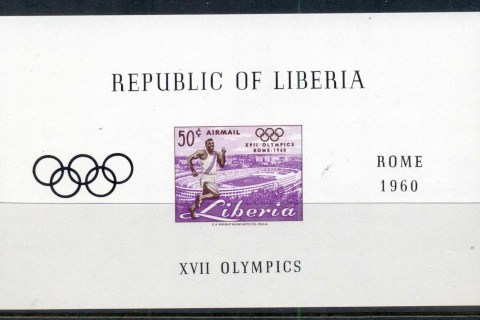 REPUBLIC OF LIBERIA
50¢ AIRMAIL
XVII OLYMPICS
ROME-1960
Liberia
ROME
1960
XVII OLYMPICS